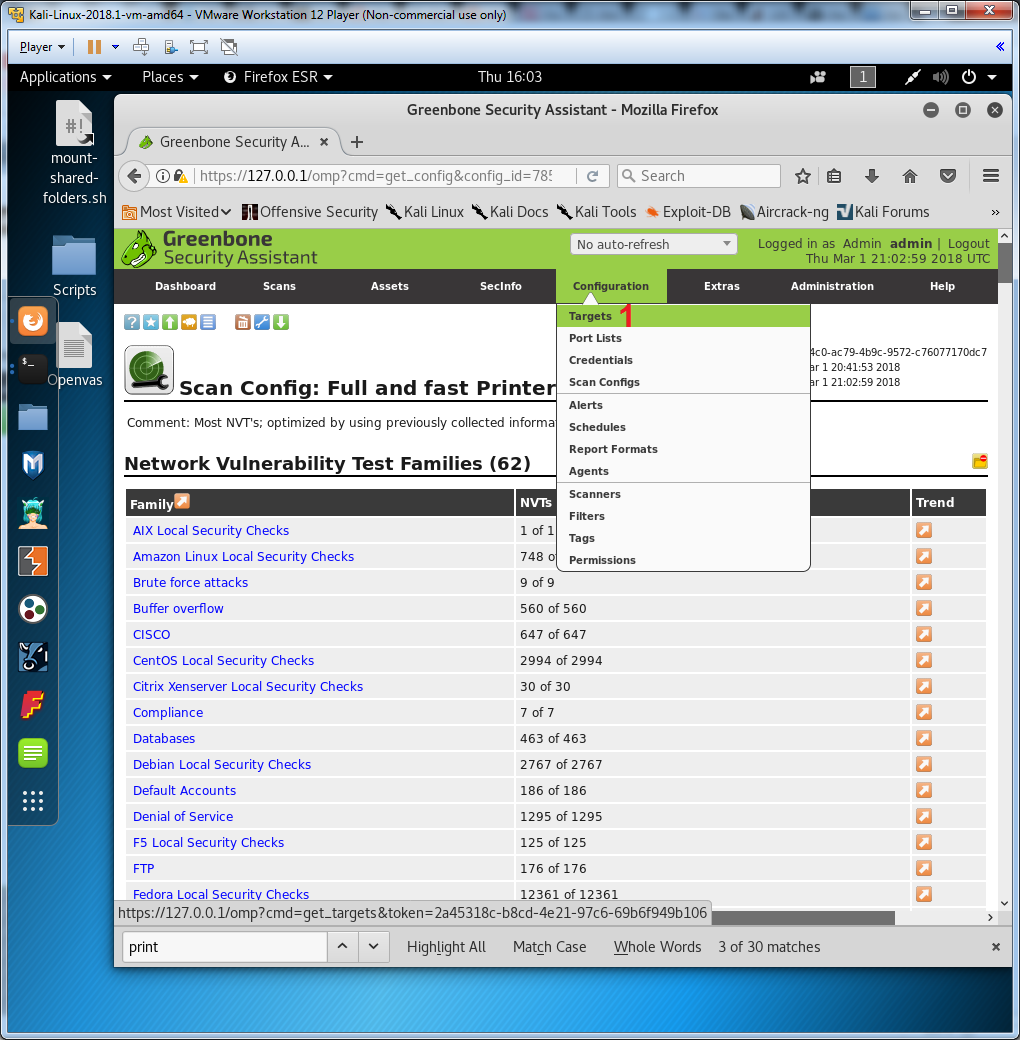 Kali-Linux-2018.1-vm-amd64 - VMware Workstation 12 Player (Non-commercial use only)
Player
Applications Places Firefox ESR Thu 16:03 1
#!
mount-
shared-
folders.sh
Scripts
Openvas
Greenbone Security Assistant - Mozilla Firefox
Greenbone Security A...
https://127.0.0.1/omp?cmd=get_config&config_id=785
Search
Most Visited Offensive Security Kali Linux Kali Docs Kali Tools Exploit-DB Aircrack-ng Kali Forums »
Greenbone
Security Assistant
No auto-refresh
Logged in as Admin admin | Logout
Thu Mar 1 21:02:59 2018 UTC
Dashboard Scans Assets SecInfo Configuration Extras Administration Help
Targets 1
Port Lists
Credentials
Scan Configs
Alerts
Schedules
Report Formats
Agents
Scanners
Filters
Tags
Permissions
4c0-ac79-4b9c-9572-c76077170dc7
ar 1 20:41:53 2018
ar 1 21:02:59 2018
Scan Config: Full and fast Printer
Comment: Most NVT's; optimized by using previously collected informa
Network Vulnerability Test Families (62)
Family NVTs Trend
AIX Local Security Checks 1 of 1
Amazon Linux Local Security Checks 748 o
Brute force attacks 9 of 9
Buffer overflow 560 of 560
CISCO 647 of 647
CentOS Local Security Checks 2994 of 2994
Citrix Xenserver Local Security Checks 30 of 30
Compliance 7 of 7
Databases 463 of 463
Debian Local Security Checks 2767 of 2767
Default Accounts 186 of 186
Denial of Service 1295 of 1295
F5 Local Security Checks 125 of 125
FTP 176 of 176
Fedora Local Security Checks 12361 of 12361
https://127.0.0.1/omp?cmd=get_targets&token=2a45318c-b8cd-4e21-97c6-69b6f949b106
print Highlight All Match Case Whole Words 3 of 30 matches